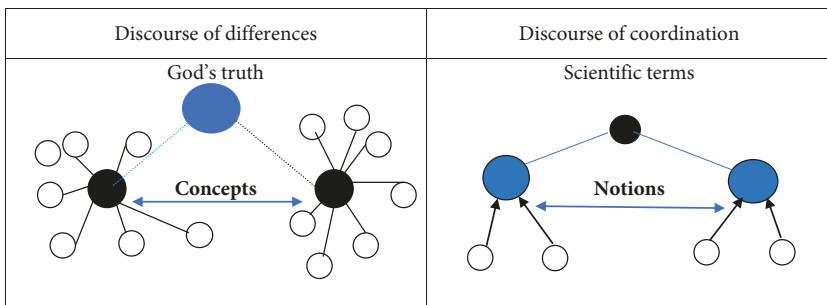 Discourse of differences
Discourse of coordination
God's truth
Concepts
Scientific terms
Notions